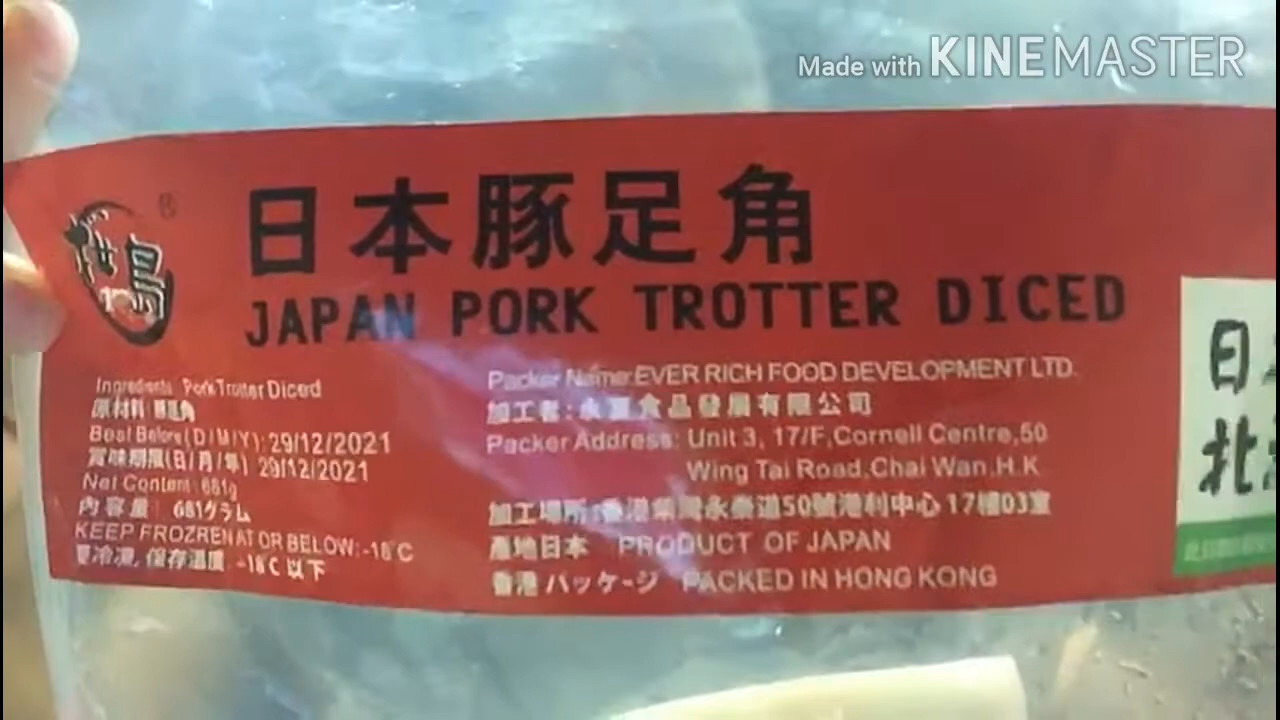 Made with KINEMASTER
®
日本豚足角
JAPAN PORK TROTTER DICED
Ingredients Pork Trotter Diced
原材料 豚足角
Best Before(D/M/Y): 29/12/2021
賞味期限(日/月/年) 29/12/2021
Net Content: 681g
内容量: 681グラム
KEEP FROZREN AT OR BELOW:-18°C
冷凍, 保存温度 -18°C以下
Packer Name:EVER RICH FOOD DEVELOPMENT LTD.
加工者:永富食品發展有限公司
Packer Address: Unit 3, 17/F,Cornell Centre,50
Wing Tai Road,Chai Wan,H.K
加工場所:香港柴灣永泰道50號港利中心17樓03室
產地日本 PRODUCT OF JAPAN
香港パッケージ PACKED IN HONG KONG
日
北